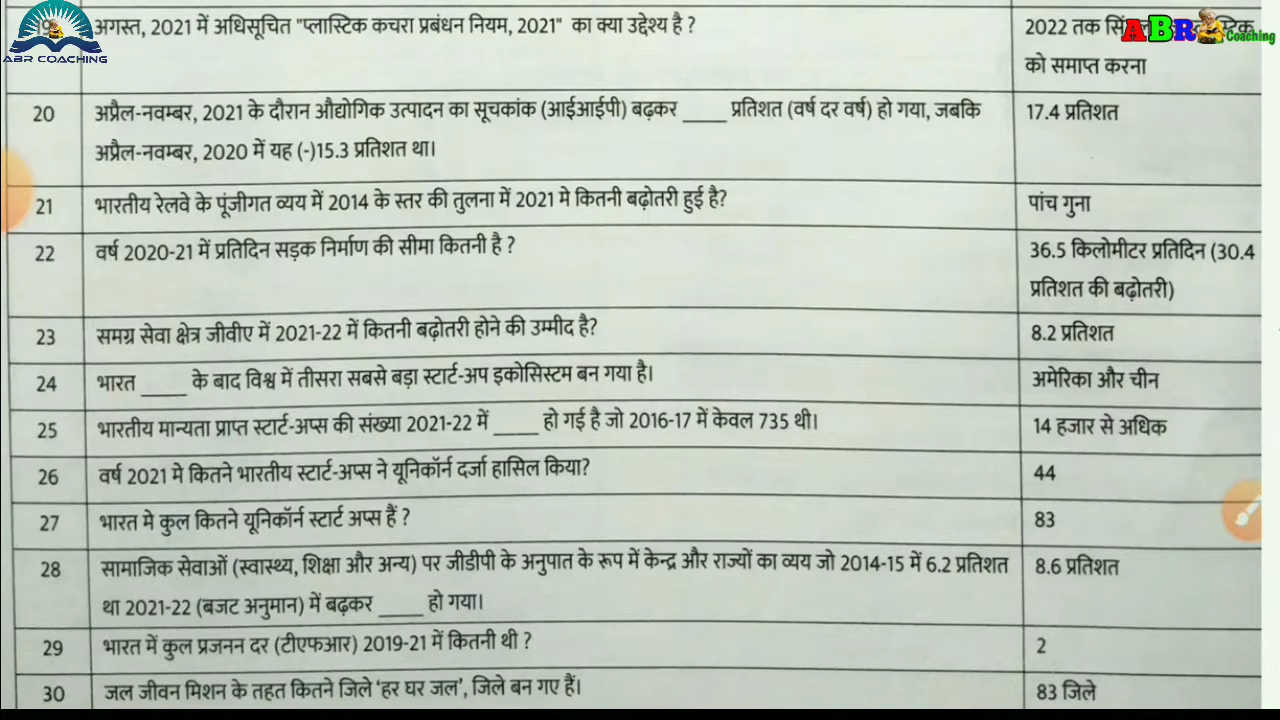 ABR COACHING
ABR Coaching
19 अगस्त, 2021 में अधिसूचित "प्लास्टिक कचरा प्रबंधन नियम, 2021" का क्या उद्देश्य है ?
2022 तक
को समाप्त करना
20 अप्रैल-नवम्बर, 2021 के दौरान औद्योगिक उत्पादन का सूचकांक (आईआईपी) बढ़कर ____ प्रतिशत (वर्ष दर वर्ष) हो गया, जबकि
अप्रैल-नवम्बर, 2020 में यह (-)15.3 प्रतिशत था।
17.4 प्रतिशत
21 भारतीय रेलवे के पूंजीगत व्यय में 2014 के स्तर की तुलना में 2021 मे कितनी बढ़ोतरी हुई है?
पांच गुना
22 वर्ष 2020-21 में प्रतिदिन सड़क निर्माण की सीमा कितनी है ?
36.5 किलोमीटर प्रतिदिन (30.4
प्रतिशत की बढ़ोतरी)
23 समग्र सेवा क्षेत्र जीवीए में 2021-22 में कितनी बढ़ोतरी होने की उम्मीद है?
8.2 प्रतिशत
24 भारत ____ के बाद विश्व में तीसरा सबसे बड़ा स्टार्ट-अप इकोसिस्टम बन गया है।
अमेरिका और चीन
25 भारतीय मान्यता प्राप्त स्टार्ट-अप्स की संख्या 2021-22 में ____ हो गई है जो 2016-17 में केवल 735 थी।
14 हजार से अधिक
26 वर्ष 2021 मे कितने भारतीय स्टार्ट-अप्स ने यूनिकॉर्न दर्जा हासिल किया?
44
27 भारत मे कुल कितने यूनिकॉर्न स्टार्ट अप्स हैं ?
83
28 सामाजिक सेवाओं (स्वास्थ्य, शिक्षा और अन्य) पर जीडीपी के अनुपात के रूप में केन्द्र और राज्यों का व्यय जो 2014-15 में 6.2 प्रतिशत
था 2021-22 (बजट अनुमान) में बढ़कर ____ हो गया।
8.6 प्रतिशत
29 भारत में कुल प्रजनन दर (टीएफआर) 2019-21 में कितनी थी ?
2
30 जल जीवन मिशन के तहत कितने जिले ‘हर घर जल’, जिले बन गए हैं।
83 जिले